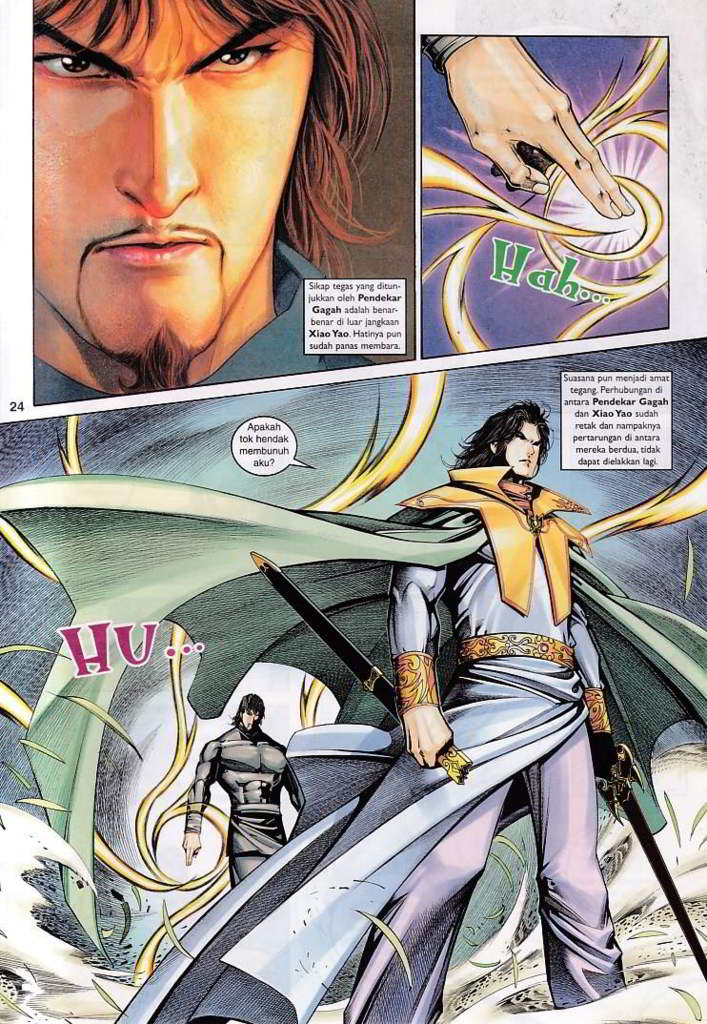 Sikap tegas yang ditun-
jukkan oleh Pendekar
Gagah adalah benar-
benar di luar jangkaan
Xiao Yao. Hatinya pun
sudah panas membara.
Hah...
24
Apakah
tok hendak
membunuh
aku?
Suasana pun menjadi amat
tegang. Perhubungan di
antara Pendekar Gagah
dan Xiao Yao sudah
retak dan nampaknya
pertarungan di antara
mereka berdua, tidak
dapat dielakkan lagi.
HU...